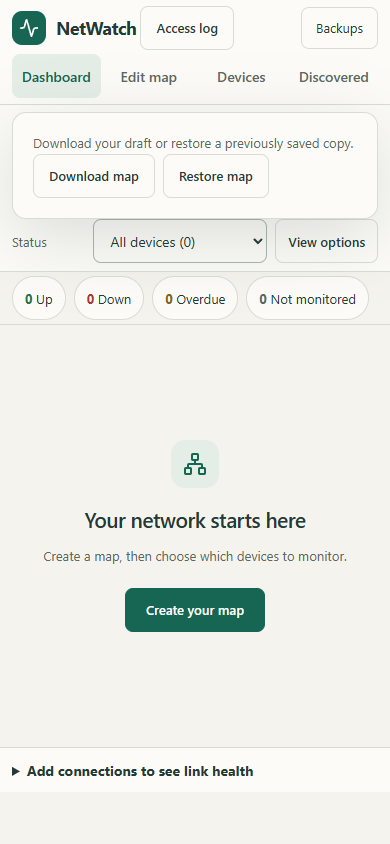 NetWatch Access log Backups
Dashboard Edit map Devices Discovered
Download your draft or restore a previously saved copy.
Download map Restore map
Status All devices (0) View options
0 Up 0 Down 0 Overdue 0 Not monitored
Your network starts here
Create a map, then choose which devices to monitor.
Create your map
Add connections to see link health